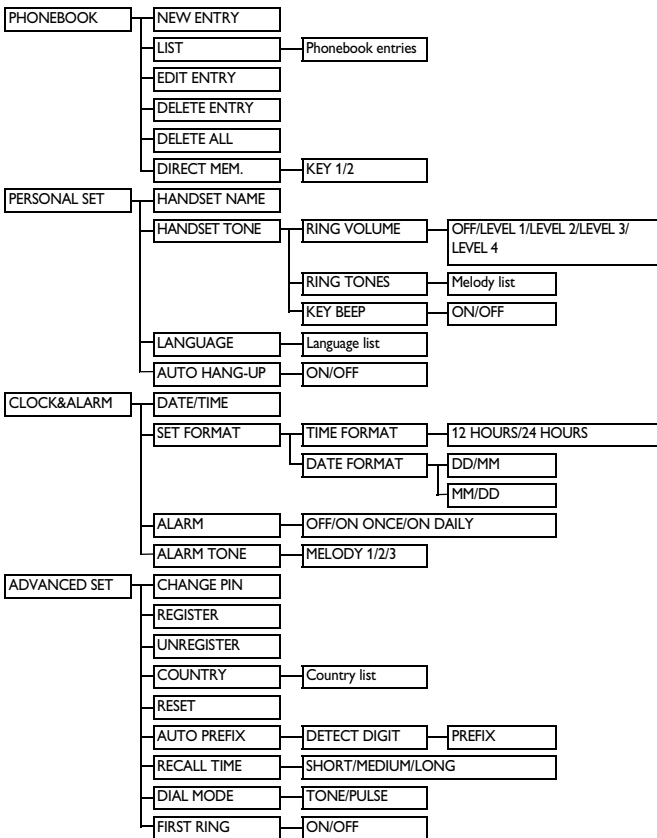 PHONEBOOK
NEW ENTRY
LIST
Phonebook entries
EDIT ENTRY
DELETE ENTRY
DELETE ALL
DIRECT MEM.
KEY 1/2
PERSONAL SET
HANDSET NAME
HANDSET TONE
RING VOLUME
OFF/LEVEL 1/LEVEL 2/LEVEL 3/
LEVEL 4
RING TONES
Melody list
KEY BEEP
ON/OFF
LANGUAGE
Language list
AUTO HANG-UP
ON/OFF
CLOCK&ALARM
DATE/TIME
SET FORMAT
TIME FORMAT
12 HOURS/24 HOURS
DATE FORMAT
DD/MM
MM/DD
ALARM
OFF/ON ONCE/ON DAILY
ALARM TONE
MELODY 1/2/3
ADVANCED SET
CHANGE PIN
REGISTER
UNREGISTER
COUNTRY
Country list
RESET
AUTO PREFIX
DETECT DIGIT
PREFIX
RECALL TIME
SHORT/MEDIUM/LONG
DIAL MODE
TONE/PULSE
FIRST RING
ON/OFF